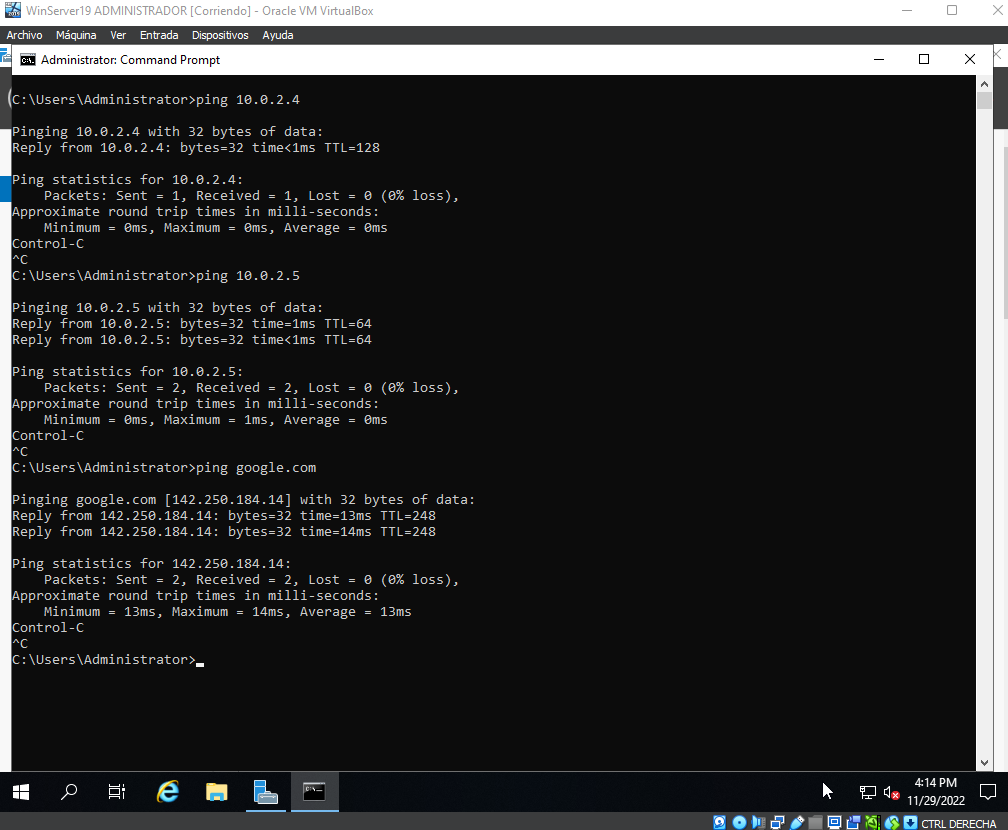 WinServer19 ADMINISTRADOR [Corriendo] - Oracle VM VirtualBox
Archivo Máquina Ver Entrada Dispositivos Ayuda
Administrator: Command Prompt
C:\Users\Administrator>ping 10.0.2.4
Pinging 10.0.2.4 with 32 bytes of data:
Reply from 10.0.2.4: bytes=32 time<1ms TTL=128
Ping statistics for 10.0.2.4:
Packets: Sent = 1, Received = 1, Lost = 0 (0% loss),
Approximate round trip times in milli-seconds:
Minimum = 0ms, Maximum = 0ms, Average = 0ms
Control-C
^C
C:\Users\Administrator>ping 10.0.2.5
Pinging 10.0.2.5 with 32 bytes of data:
Reply from 10.0.2.5: bytes=32 time=1ms TTL=64
Reply from 10.0.2.5: bytes=32 time<1ms TTL=64
Ping statistics for 10.0.2.5:
Packets: Sent = 2, Received = 2, Lost = 0 (0% loss),
Approximate round trip times in milli-seconds:
Minimum = 0ms, Maximum = 1ms, Average = 0ms
Control-C
^C
C:\Users\Administrator>ping google.com
Pinging google.com [142.250.184.14] with 32 bytes of data:
Reply from 142.250.184.14: bytes=32 time=13ms TTL=248
Reply from 142.250.184.14: bytes=32 time=14ms TTL=248
Ping statistics for 142.250.184.14:
Packets: Sent = 2, Received = 2, Lost = 0 (0% loss),
Approximate round trip times in milli-seconds:
Minimum = 13ms, Maximum = 14ms, Average = 13ms
Control-C
^C
C:\Users\Administrator>
4:14 PM
11/29/2022
CTRL DERECHA